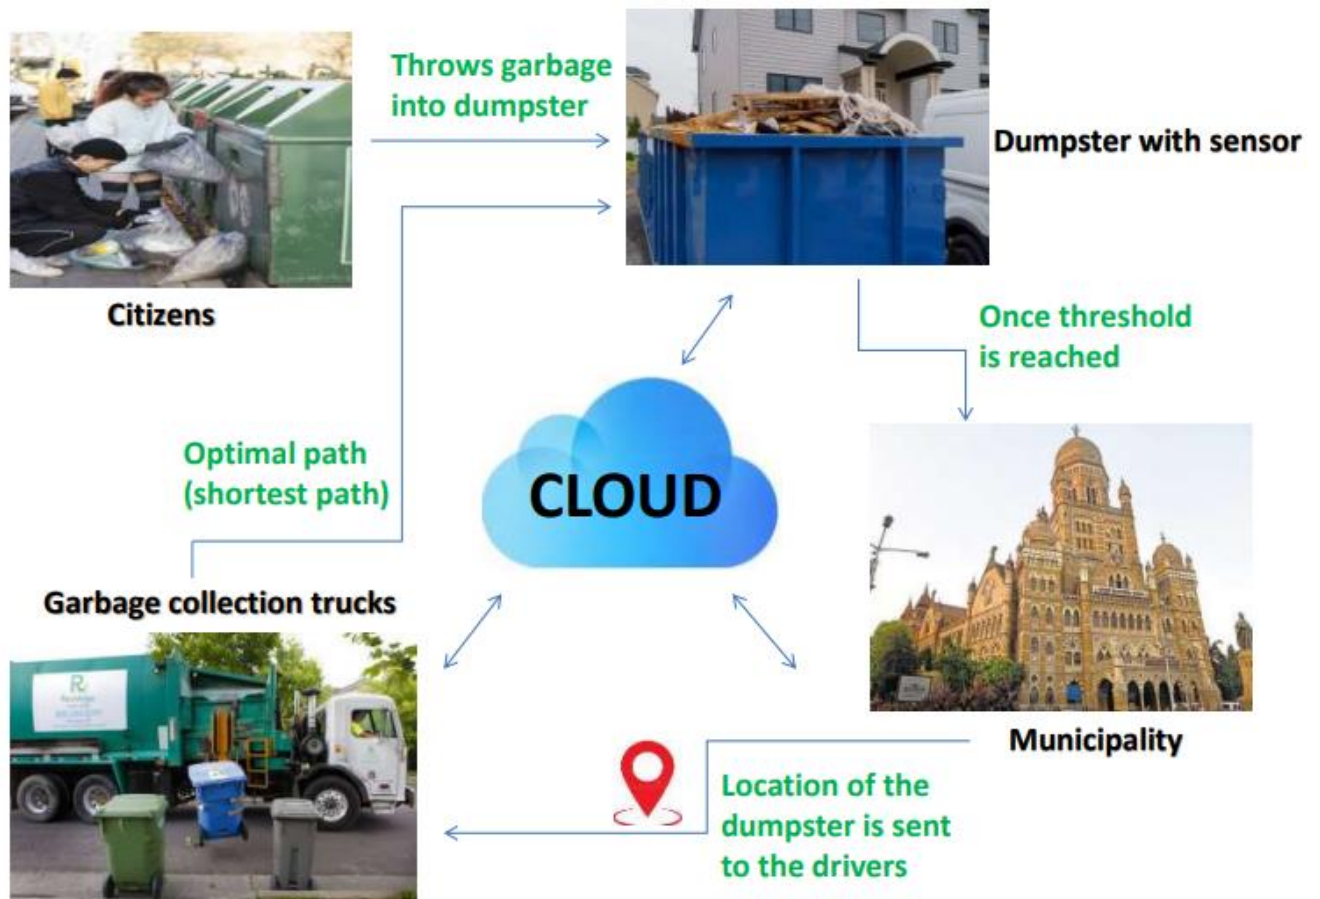 Throws garbage
into dumpster
Dumpster with sensor
Citizens
Once threshold
is reached
Optimal path
(shortest path)
CLOUD
Garbage collection trucks
Municipality
Location of the
dumpster is sent
to the drivers